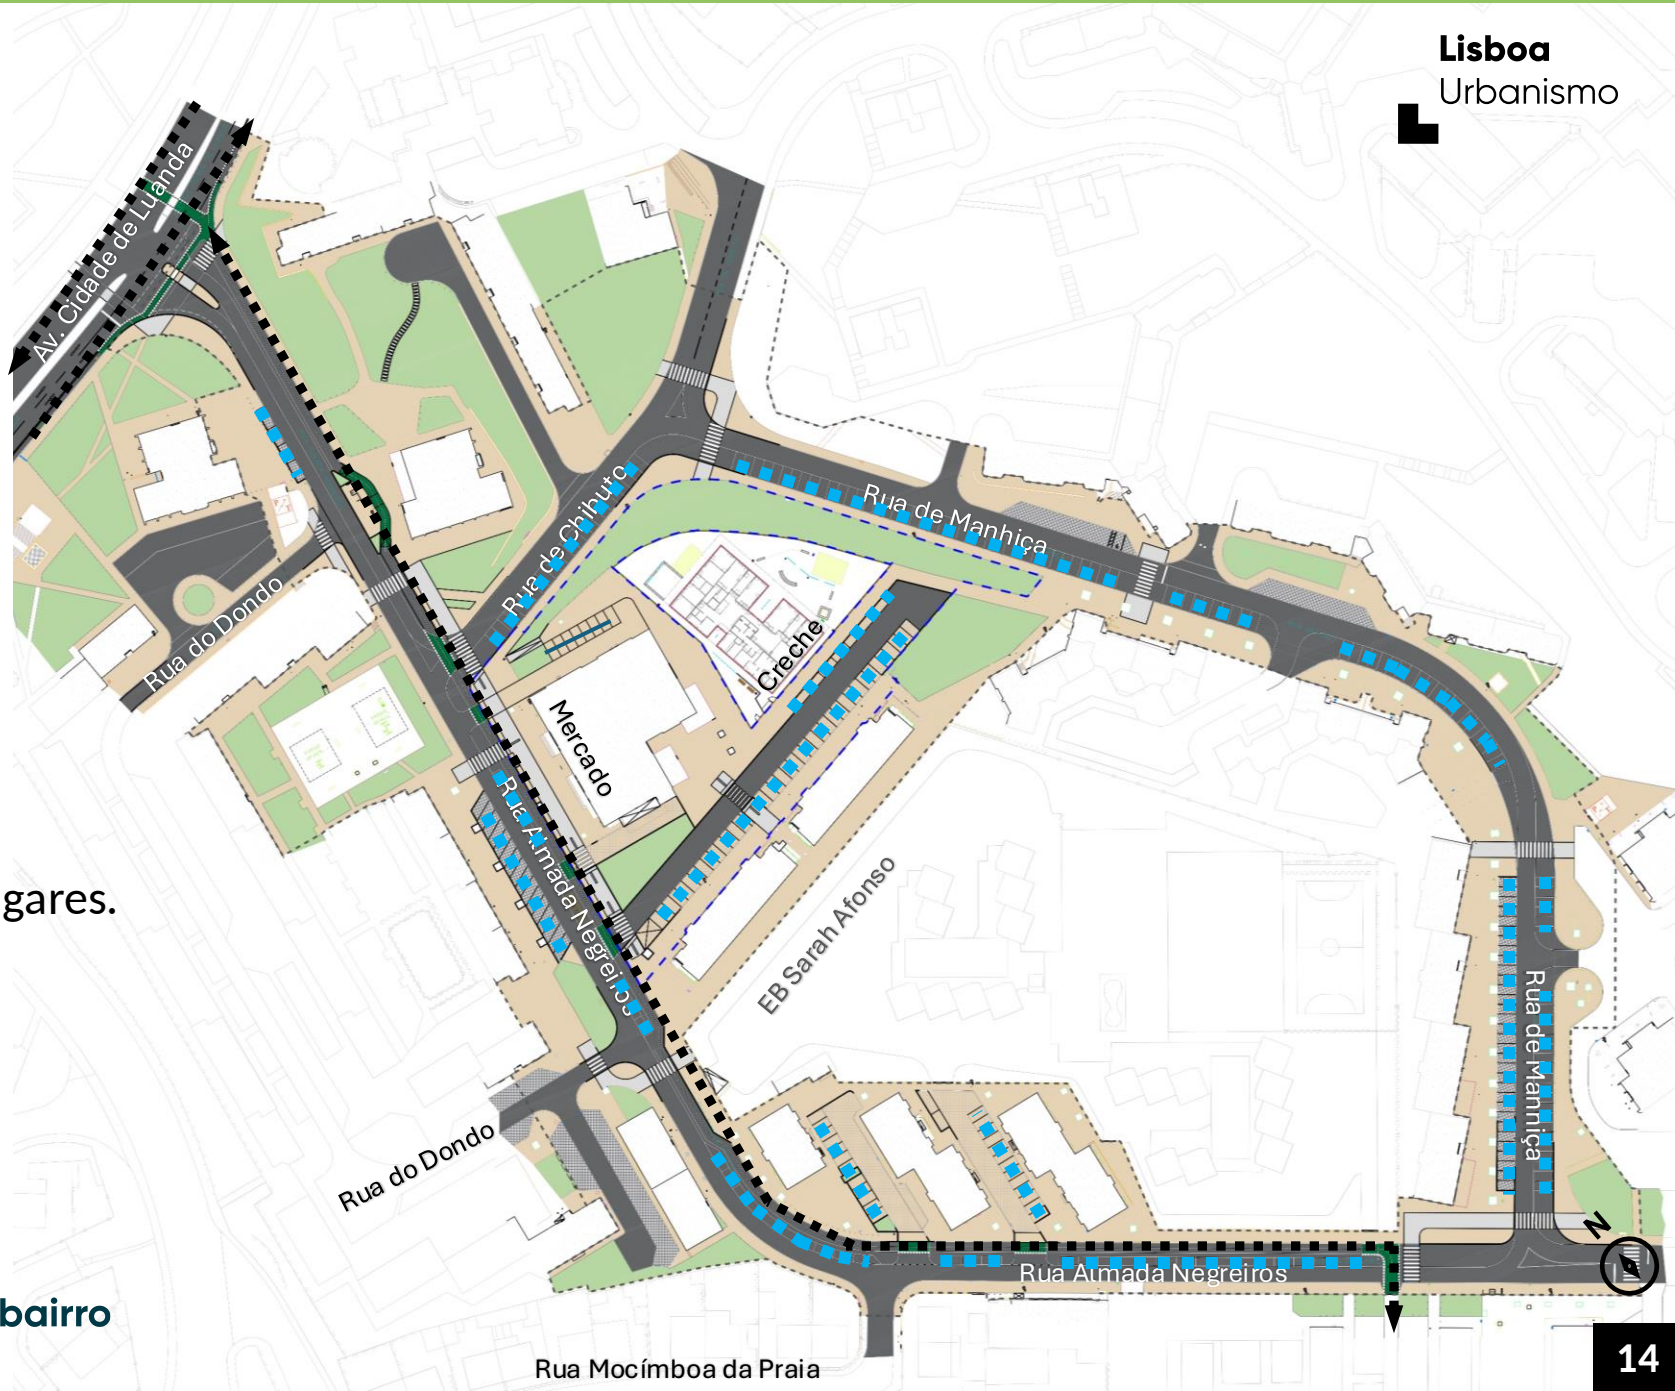 Lisboa
Urbanismo
Av. Cidade de Luanda
Rua de Chibuto
Rua de Manhiça
Rua do Dondo
Creche
Mercado
Rua Almada Negreiros
gares.
EB Sarah Afonso
Rua de Manhiça
Rua do Dondo
N
Rua Almada Negreiros
bairro
Rua Mocímboa da Praia
14